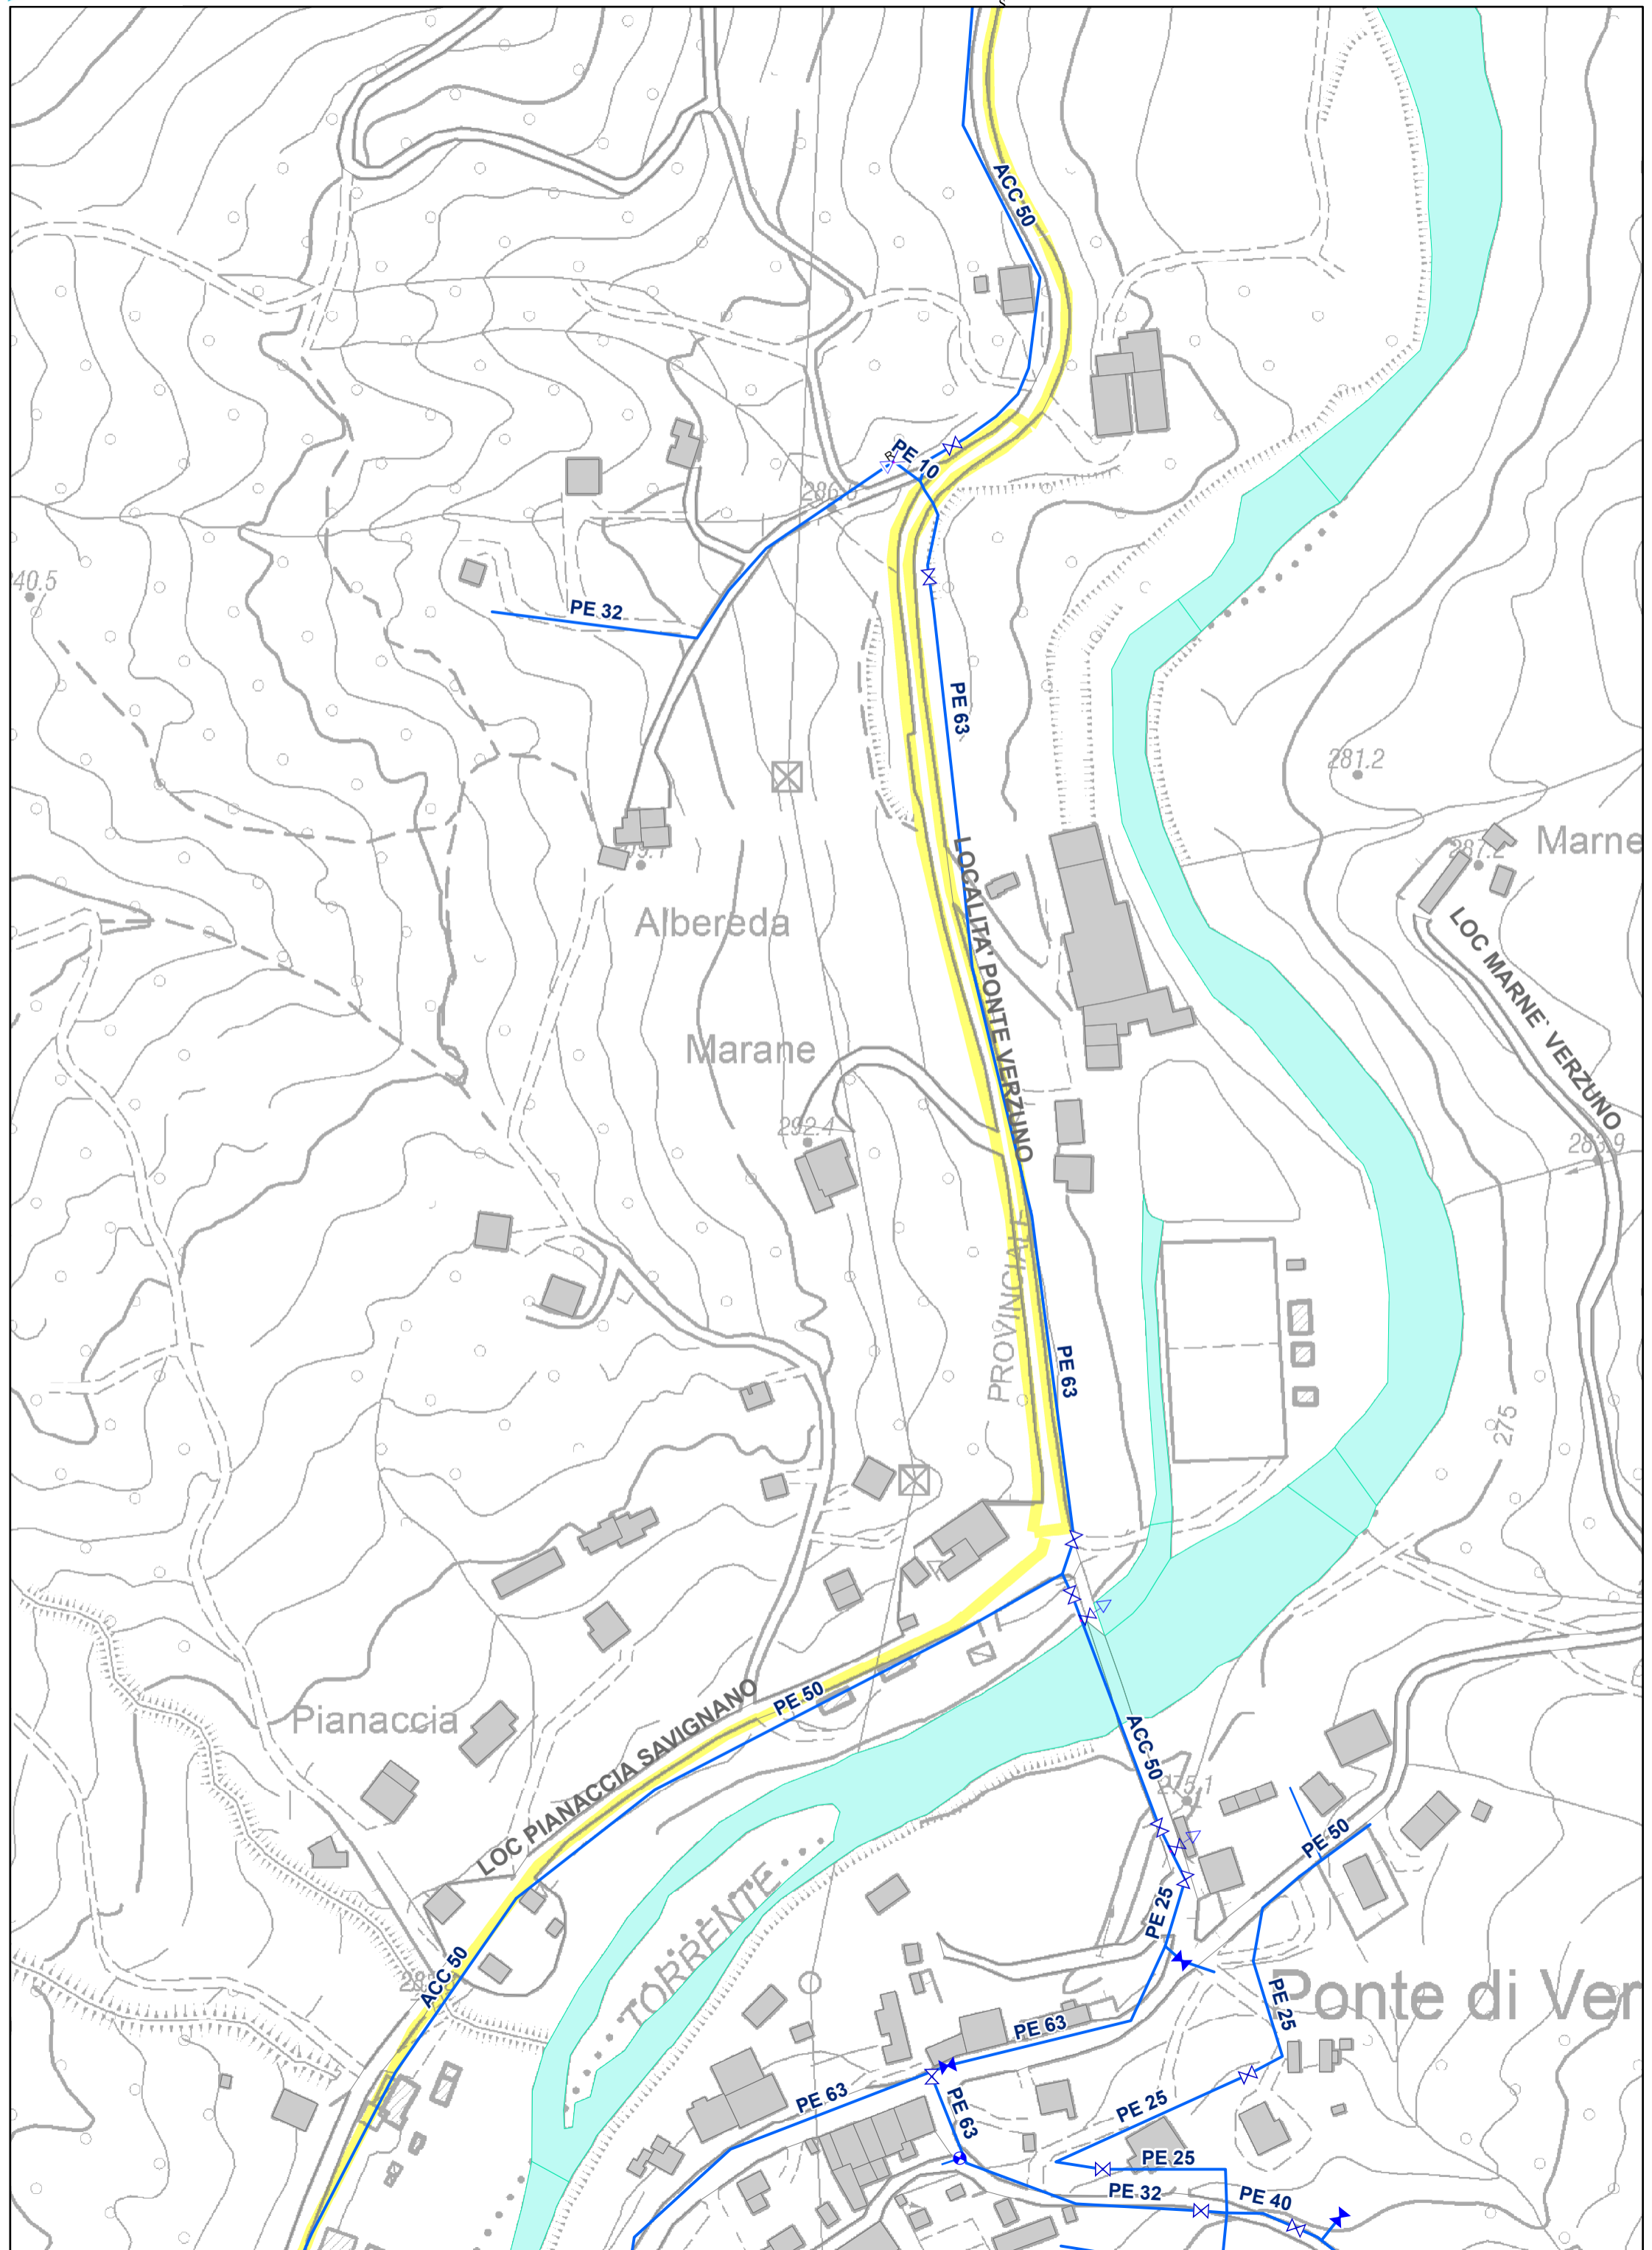 ACC 50
R
PE 10
286.6
40.5
PE 32
PE 63
281.2
287.2
Marne
LOCALITA' PONTE VERZUNO
Albereda
LOC MARNE` VERZUNO
Marane
292.4
283.9
PROVINCIALE
PE 63
275
PE 50
LOC PIANACCIA SAVIGNANO
Pianaccia
ACC 50
275.1
PE 50
TORRENTE
PE 25
ACC 50
PE 25
Ponte di Ver
PE 63
PE 63
PE 63
PE 25
PE 25
PE 32
PE 40